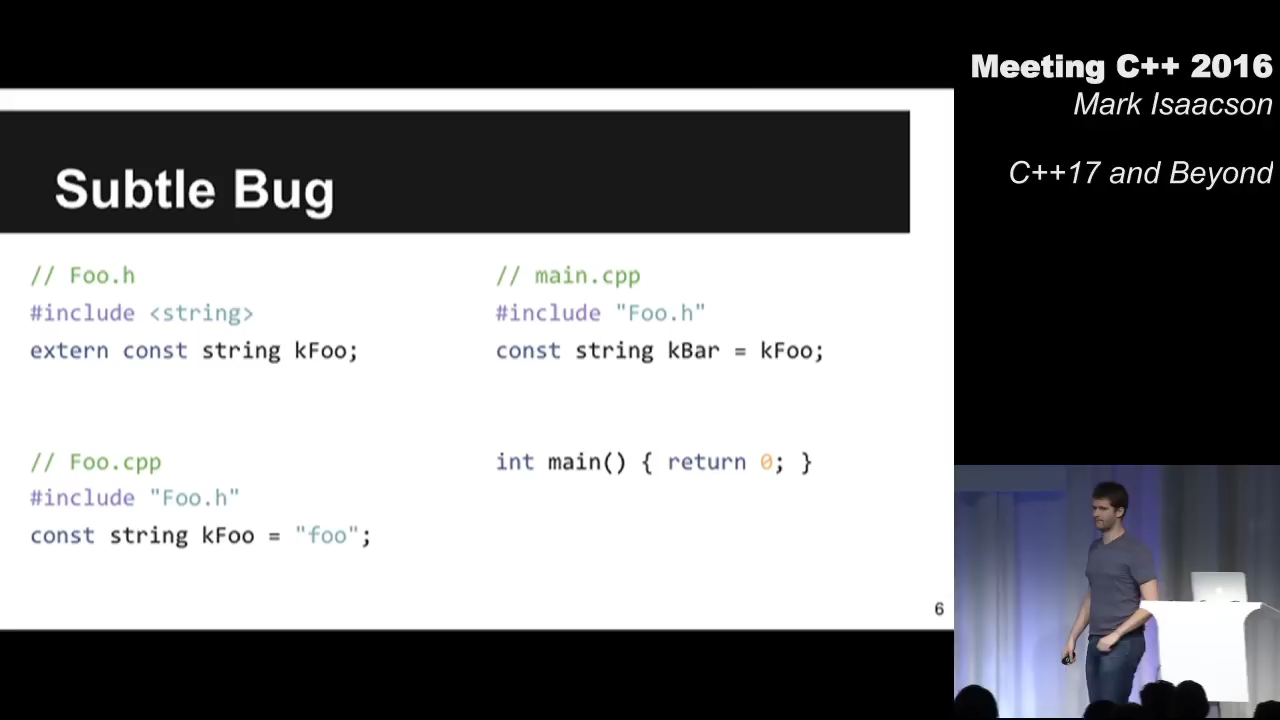 Meeting C++ 2016
Mark Isaacson
C++17 and Beyond
Subtle Bug
// Foo.h
#include <string>
extern const string kFoo;
// Foo.cpp
#include "Foo.h"
const string kFoo = "foo";
// main.cpp
#include "Foo.h"
const string kBar = kFoo;
int main() { return 0; }
6